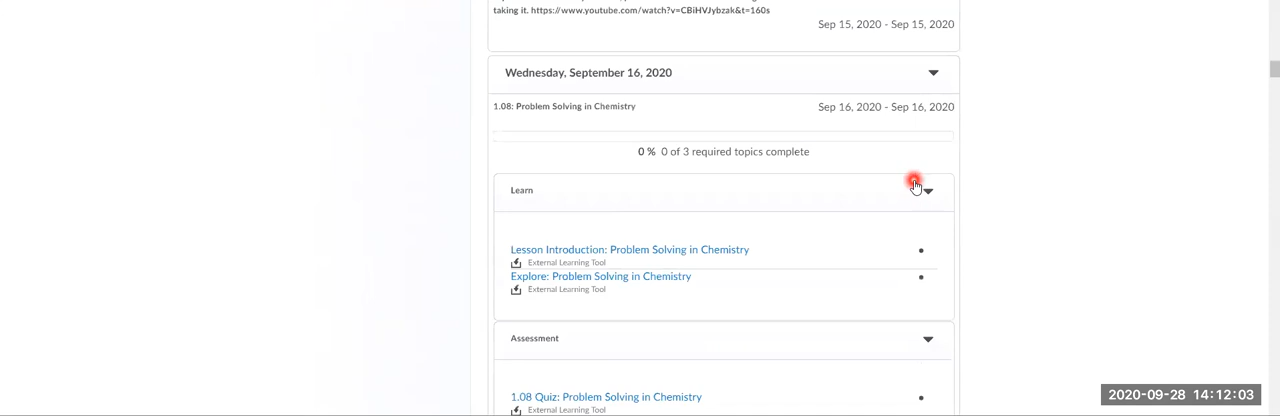 taking it. https://www.youtube.com/watch?v=CBiHVJybzak&t=160s
Sep 15, 2020 - Sep 15, 2020
Wednesday, September 16, 2020
1.08: Problem Solving in Chemistry
Sep 16, 2020 - Sep 16, 2020
0 % 0 of 3 required topics complete
Learn
Lesson Introduction: Problem Solving in Chemistry
External Learning Tool
Explore: Problem Solving in Chemistry
External Learning Tool
Assessment
1.08 Quiz: Problem Solving in Chemistry
External Learning Tool
2020-09-28 14:12:03